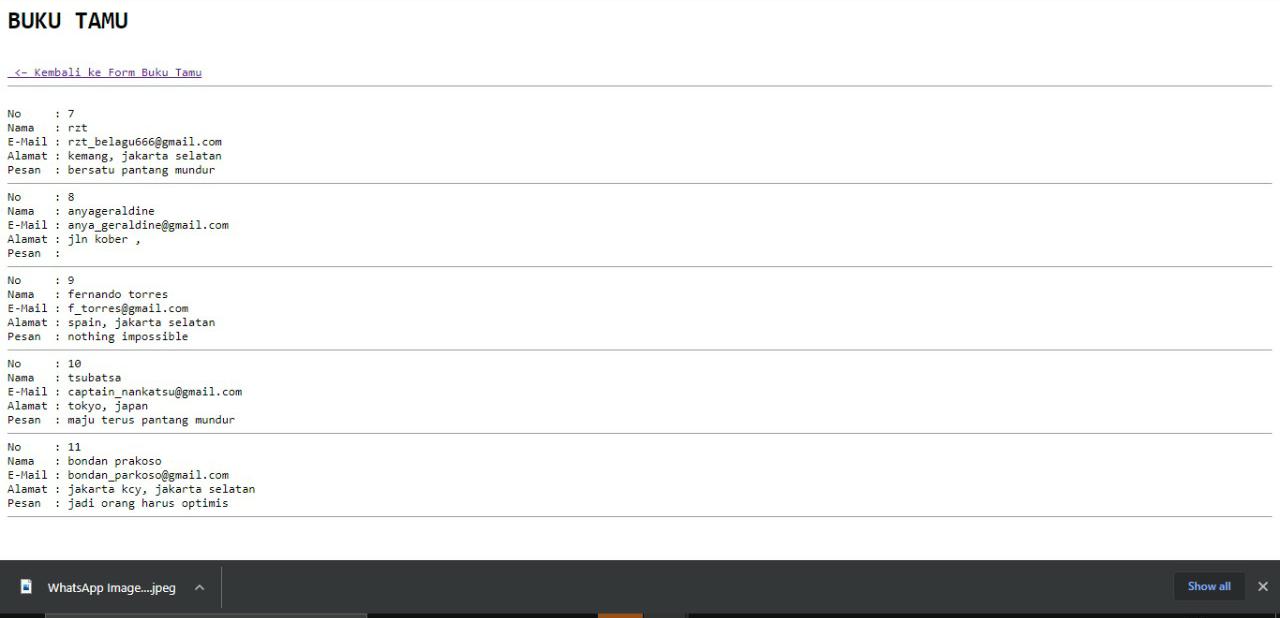 BUKU TAMU
<- Kembali ke Form Buku Tamu
No : 7
Nama : rzt
E-Mail : rzt_belagu666@gmail.com
Alamat : kemang, jakarta selatan
Pesan : bersatu pantang mundur
No : 8
Nama : anyageraldine
E-Mail : anya_geraldine@gmail.com
Alamat : jln kober ,
Pesan :
No : 9
Nama : fernando torres
E-Mail : f_torres@gmail.com
Alamat : spain, jakarta selatan
Pesan : nothing impossible
No : 10
Nama : tsubatsa
E-Mail : captain_nankatsu@gmail.com
Alamat : tokyo, japan
Pesan : maju terus pantang mundur
No : 11
Nama : bondan prakoso
E-Mail : bondan_parkoso@gmail.com
Alamat : jakarta kcy, jakarta selatan
Pesan : jadi orang harus optimis
WhatsApp Image....jpeg
Show all